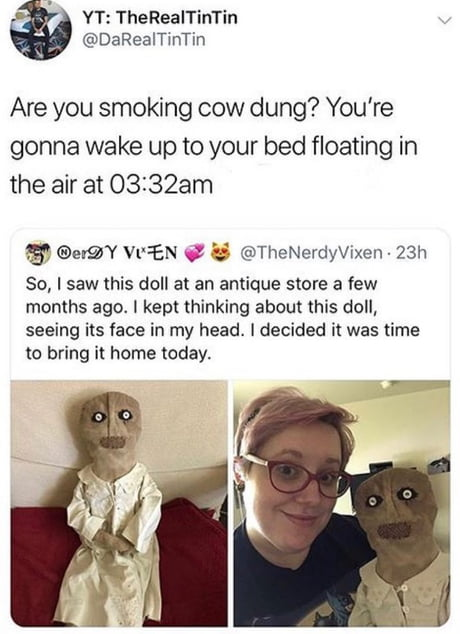 YT: TheRealTinTin
@DaRealTinTin
Are you smoking cow dung? You're
gonna wake up to your bed floating in
the air at 03:32am
ⓃerⅅY VıˣEN 💞 😻 @TheNerdyVixen · 23h
So, I saw this doll at an antique store a few
months ago. I kept thinking about this doll,
seeing its face in my head. I decided it was time
to bring it home today.